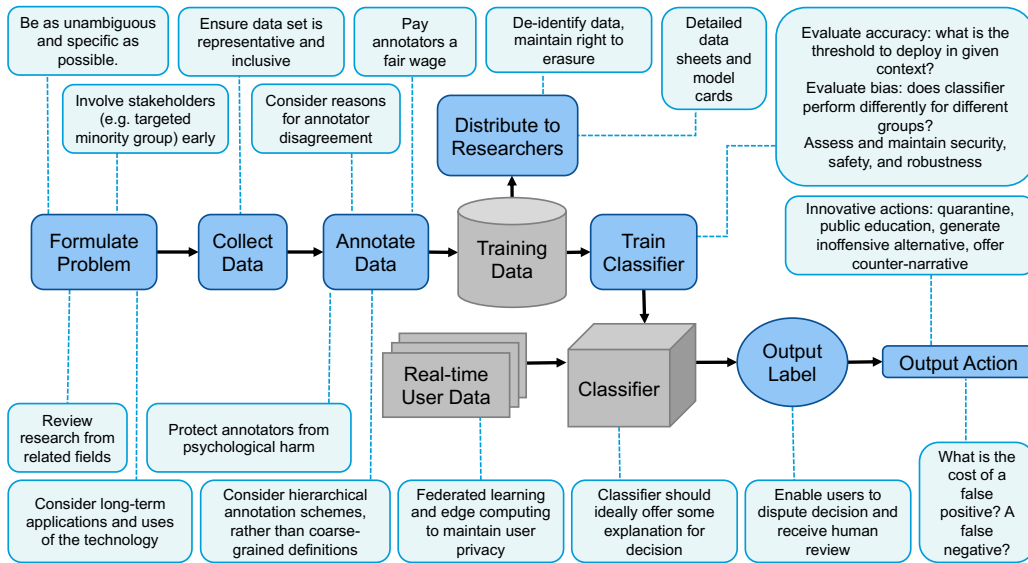 Be as unambiguous
and specific as
possible.
Ensure data set is
representative and
inclusive
Pay
annotators a
fair wage
De-identify data,
maintain right to
erasure
Detailed
data
sheets and
model
cards
Evaluate accuracy: what is the
threshold to deploy in given
context?
Evaluate bias: does classifier
perform differently for different
groups?
Assess and maintain security,
safety, and robustness
Involve stakeholders
(e.g. targeted
minority group) early
Consider reasons
for annotator
disagreement
Distribute to
Researchers
Innovative actions: quarantine,
public education, generate
inoffensive alternative, offer
counter-narrative
Formulate
Problem
Collect
Data
Annotate
Data
Training
Data
Train
Classifier
Real-time
User Data
Classifier
Output
Label
Output Action
Review
research from
related fields
Protect annotators from
psychological harm
Consider long-term
applications and uses
of the technology
Consider hierarchical
annotation schemes,
rather than coarse-
grained definitions
Federated learning
and edge computing
to maintain user
privacy
Classifier should
ideally offer some
explanation for
decision
Enable users to
dispute decision and
receive human
review
What is the
cost of a
false
positive? A
false
negative?